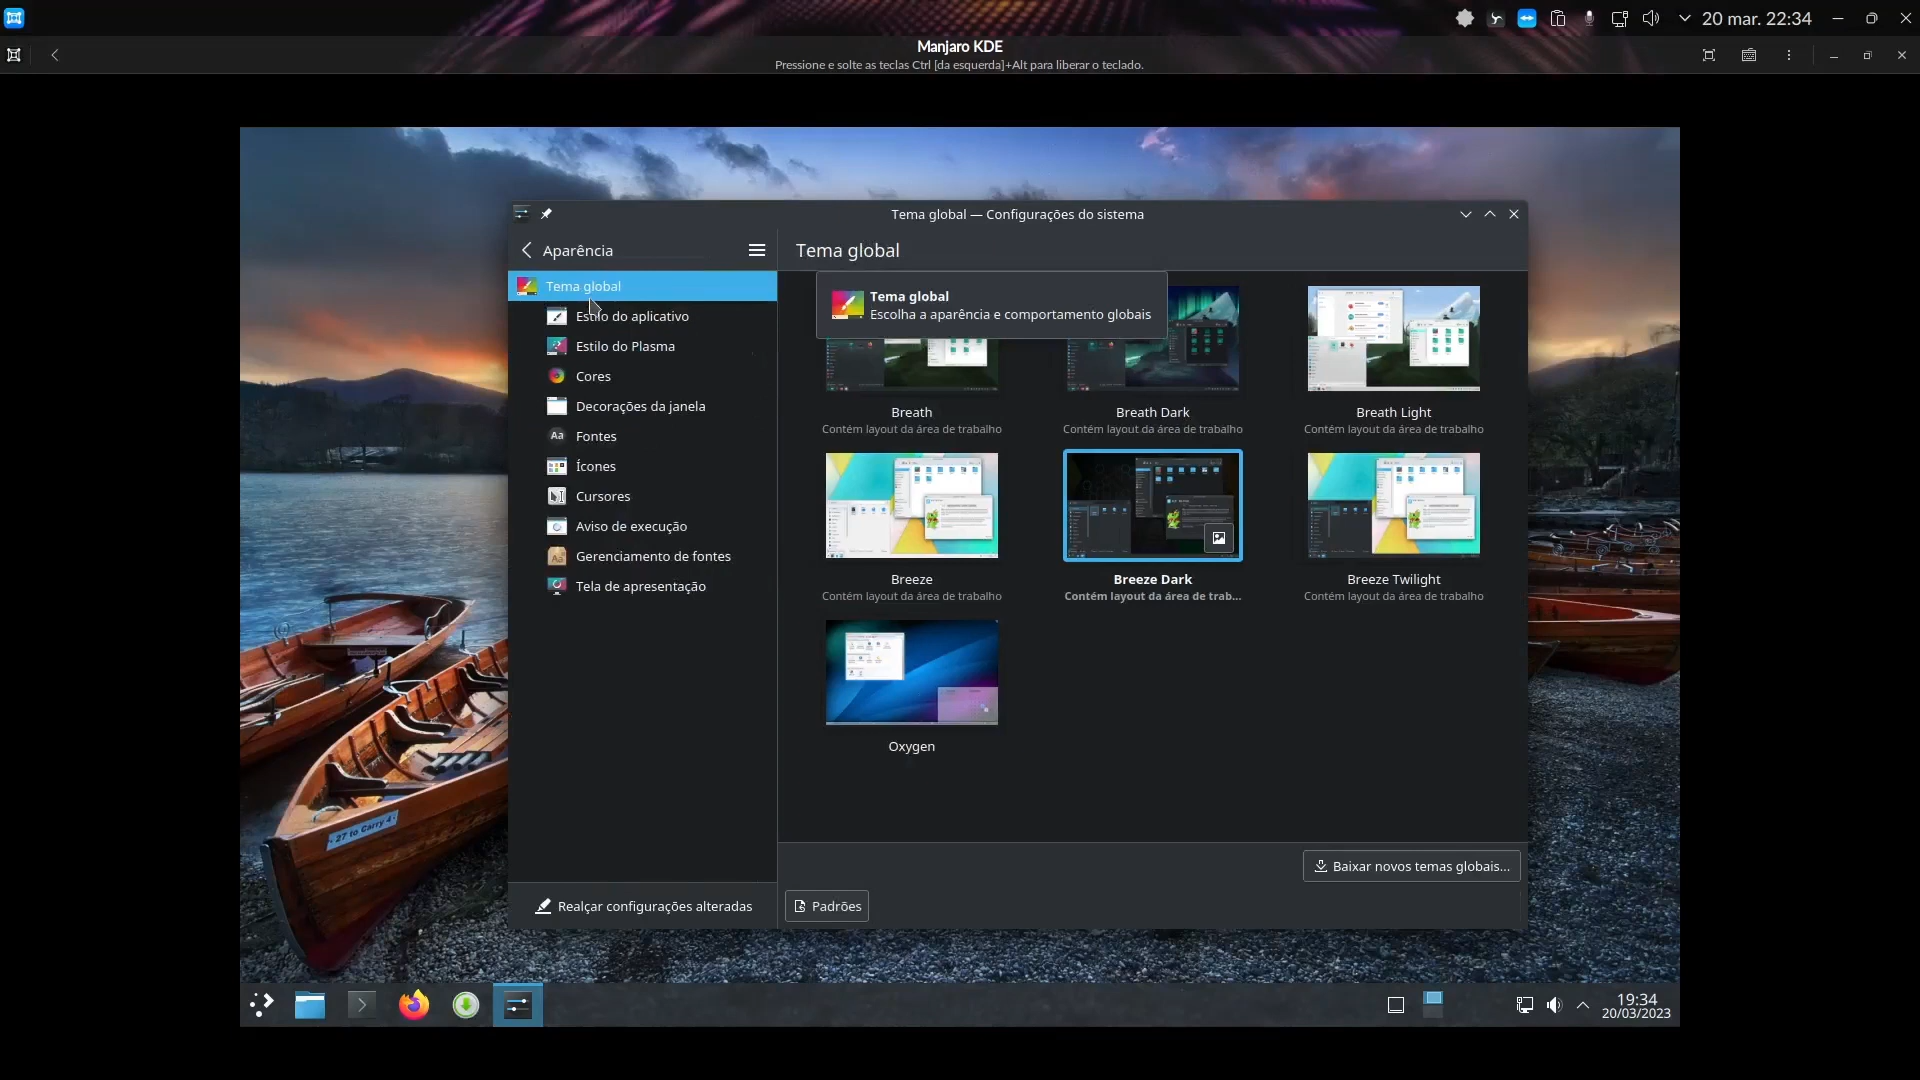 20 mar. 22:34
Manjaro KDE
Pressione e solte as teclas Ctrl [da esquerda]+Alt para liberar o teclado.
Tema global — Configurações do sistema
Aparência
Tema global
Tema global
Estilo do aplicativo
Estilo do Plasma
Cores
Decorações da janela
Aa Fontes
Ícones
Cursores
Aviso de execução
Gerenciamento de fontes
Tela de apresentação
Realçar configurações alteradas
Tema global
Escolha a aparência e comportamento globais
Breath
Contém layout da área de trabalho
Breath Dark
Contém layout da área de trabalho
Breath Light
Contém layout da área de trabalho
Breeze
Contém layout da área de trabalho
Breeze Dark
Contém layout da área de trab...
Breeze Twilight
Contém layout da área de trabalho
Oxygen
Baixar novos temas globais...
Padrões
27 to Carry 4
19:34
20/03/2023